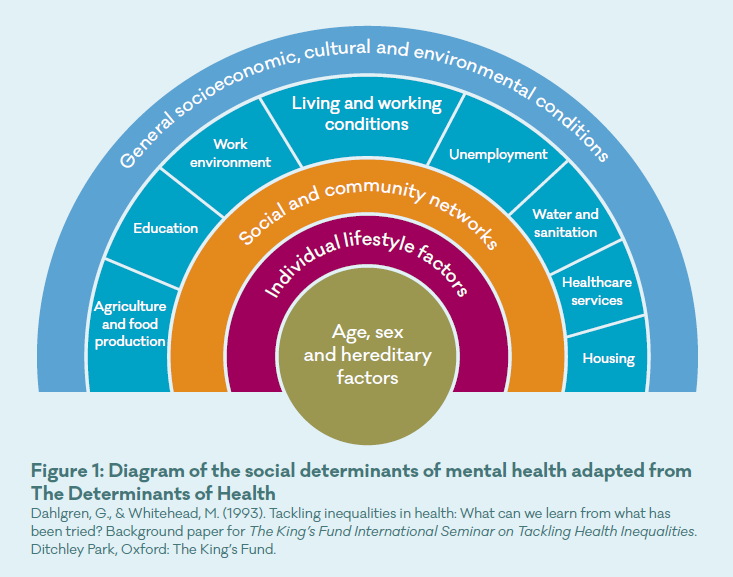 General socioeconomic, cultural and environmental conditions
Living and working
conditions
Work
environment
Unemployment
Education
Water and
sanitation
Agriculture
and food
production
Healthcare
services
Housing
Social and community networks
Individual lifestyle factors
Age, sex
and hereditary
factors
Figure 1: Diagram of the social determinants of mental health adapted from
The Determinants of Health
Dahlgren, G., & Whitehead, M. (1993). Tackling inequalities in health: What can we learn from what has
been tried? Background paper for The King's Fund International Seminar on Tackling Health Inequalities.
Ditchley Park, Oxford: The King's Fund.